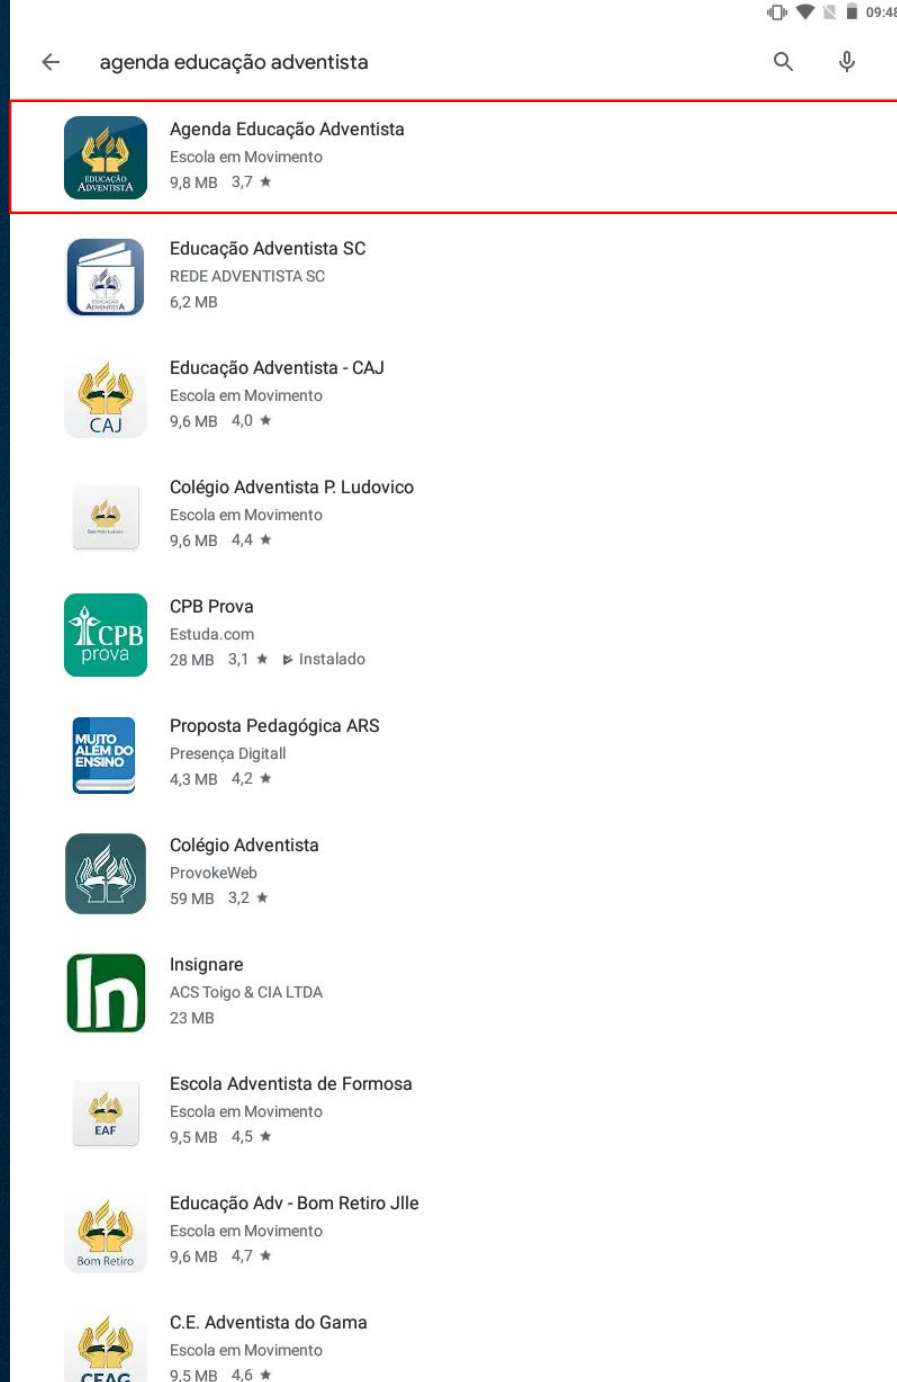 09:48
agenda educação adventista
Agenda Educação Adventista
Escola em Movimento
9,8 MB 3,7 ★
EDUCAÇÃO
ADVENTISTA
Educação Adventista SC
REDE ADVENTISTA SC
6,2 MB
EDUCAÇÃO
ADVENTISTA
Educação Adventista - CAJ
Escola em Movimento
9,6 MB 4,0 ★
CAJ
Colégio Adventista P. Ludovico
Escola em Movimento
9,6 MB 4,4 ★
CPB Prova
Estuda.com
28 MB 3,1 ★ Instalado
CPB
prova
Proposta Pedagógica ARS
Presença Digitall
4,3 MB 4,2 ★
MUITO
ALÉM DO
ENSINO
Colégio Adventista
ProvokeWeb
59 MB 3,2 ★
Insignare
ACS Toigo & CIA LTDA
23 MB
In
Escola Adventista de Formosa
Escola em Movimento
9,5 MB 4,5 ★
EAF
Educação Adv - Bom Retiro Jlle
Escola em Movimento
9,6 MB 4,7 ★
Bom Retiro
C.E. Adventista do Gama
Escola em Movimento
9,5 MB 4,6 ★
CEAG